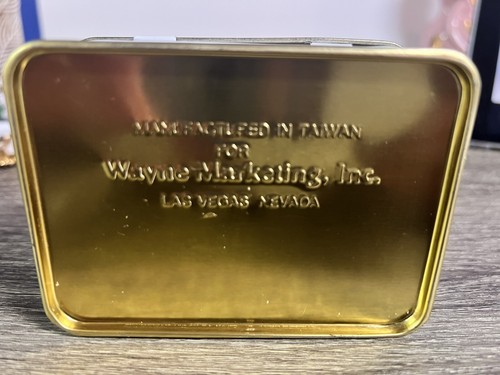 MANUFACTURED IN TAIWAN
FOR
Wayne Marketing, Inc.
LAS VEGAS NEVADA